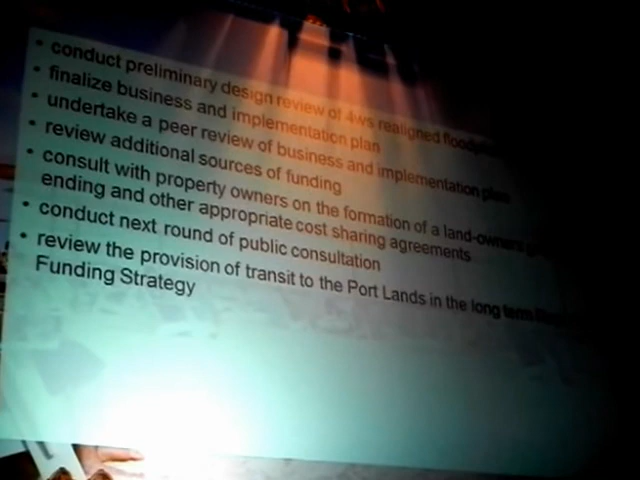 • conduct preliminary design review of 4ws realigned
• finalize business and implementation plan
• undertake a peer review of business and implementation plan
• review additional sources of funding
• consult with property owners on the formation of a land-owners
ending and other appropriate cost sharing agreements
• conduct next round of public consultation
• review the provision of transit to the Port Lands in the long term
Funding Strategy